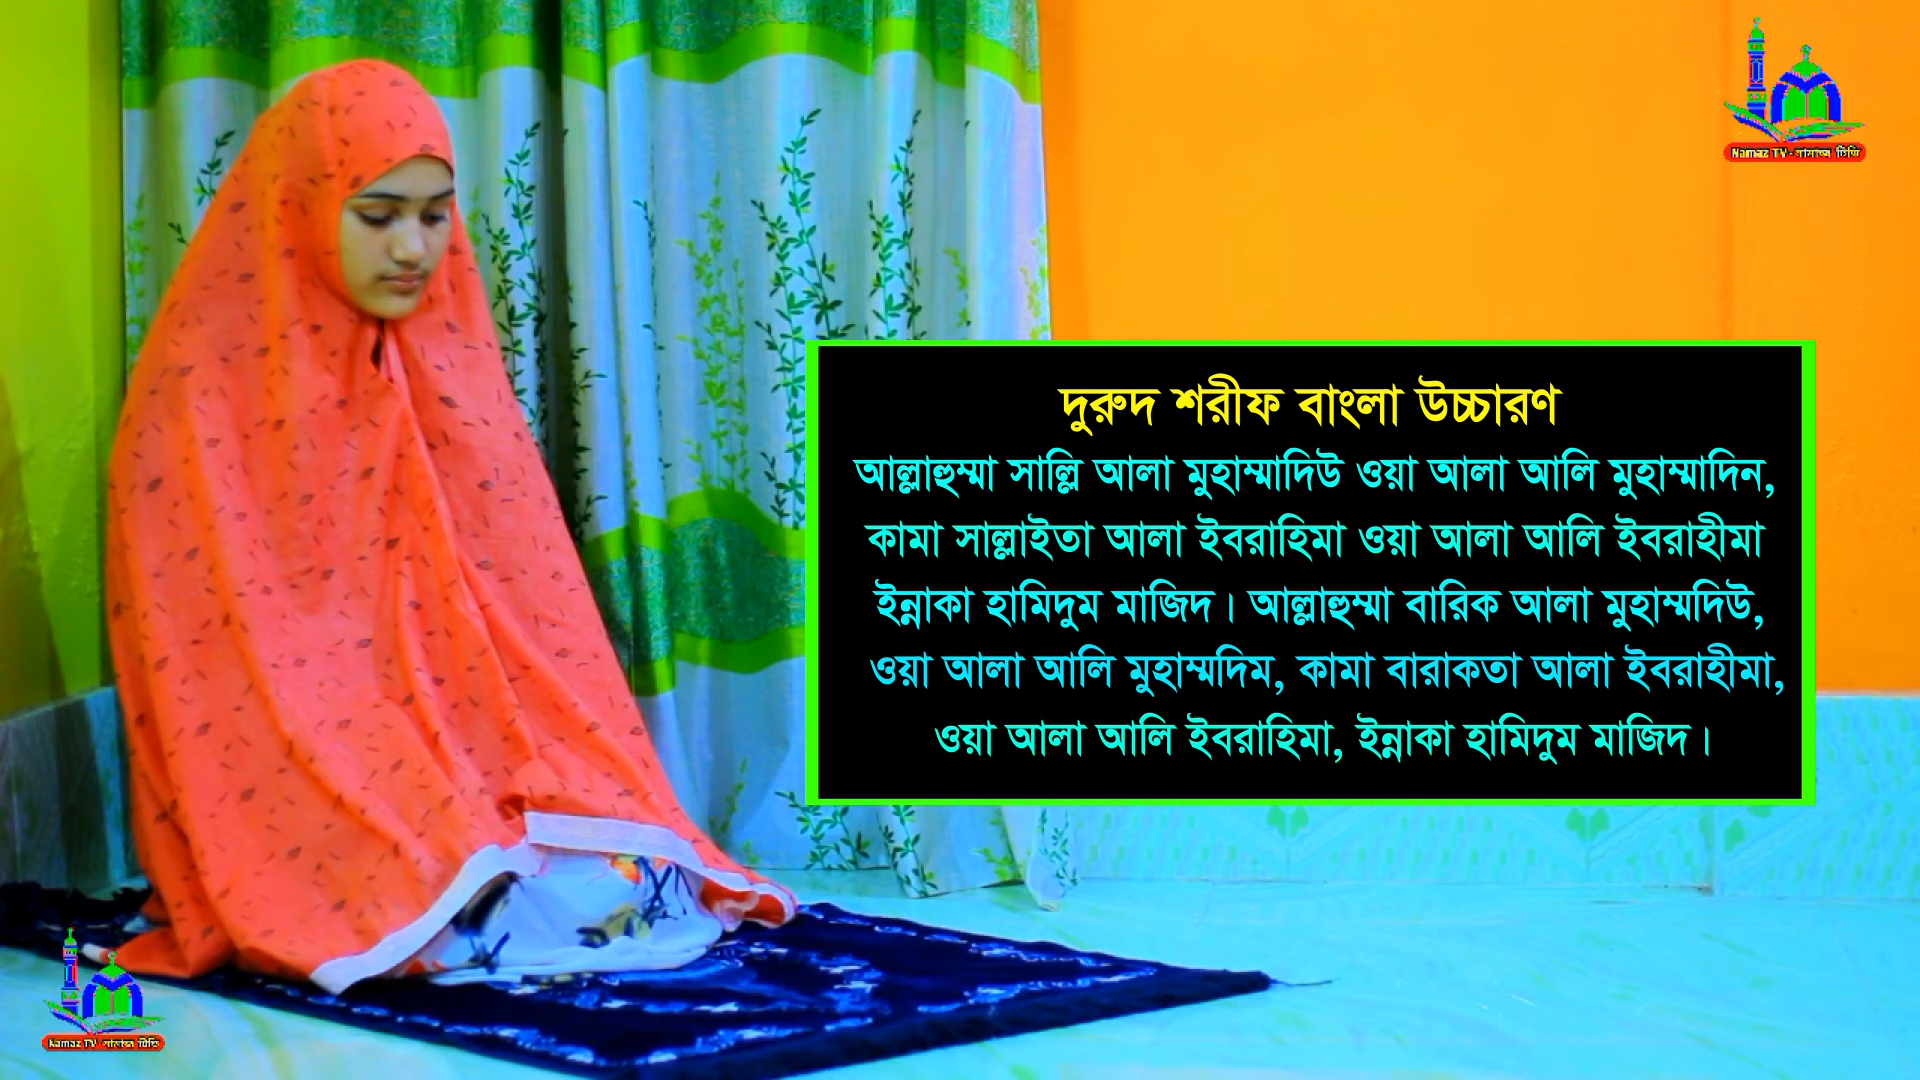 Namaz TV - নামাজ টিভি
দুরুদ শরীফ বাংলা উচ্চারণ
আল্লাহুম্মা সাল্লি আলা মুহাম্মাদিউ ওয়া আলা আলি মুহাম্মাদিন,
কামা সাল্লাইতা আলা ইবরাহিমা ওয়া আলা আলি ইবরাহীমা
ইন্নাকা হামিদুম মাজিদ। আল্লাহুম্মা বারিক আলা মুহাম্মদিউ,
ওয়া আলা আলি মুহাম্মদিম, কামা বারাকতা আলা ইবরাহীমা,
ওয়া আলা আলি ইবরাহিমা, ইন্নাকা হামিদুম মাজিদ।
Namaz TV - নামাজ টিভি